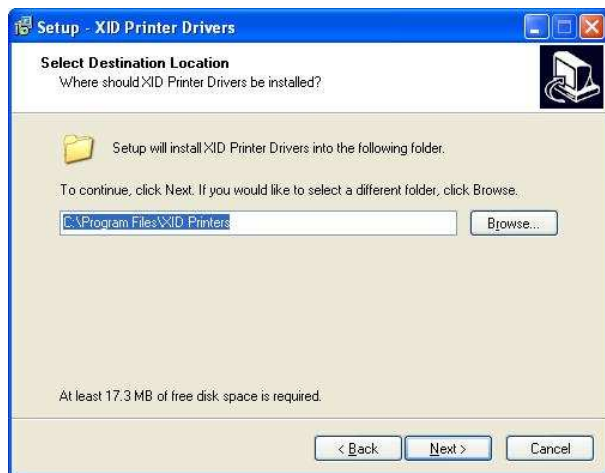 Setup - XID Printer Drivers
Select Destination Location
Where should XID Printer Drivers be installed?
Setup will install XID Printer Drivers into the following folder.
To continue, click Next. If you would like to select a different folder, click Browse.
C:\Program Files\XID Printers
Browse...
At least 17.3 MB of free disk space is required.
< Back
Next >
Cancel